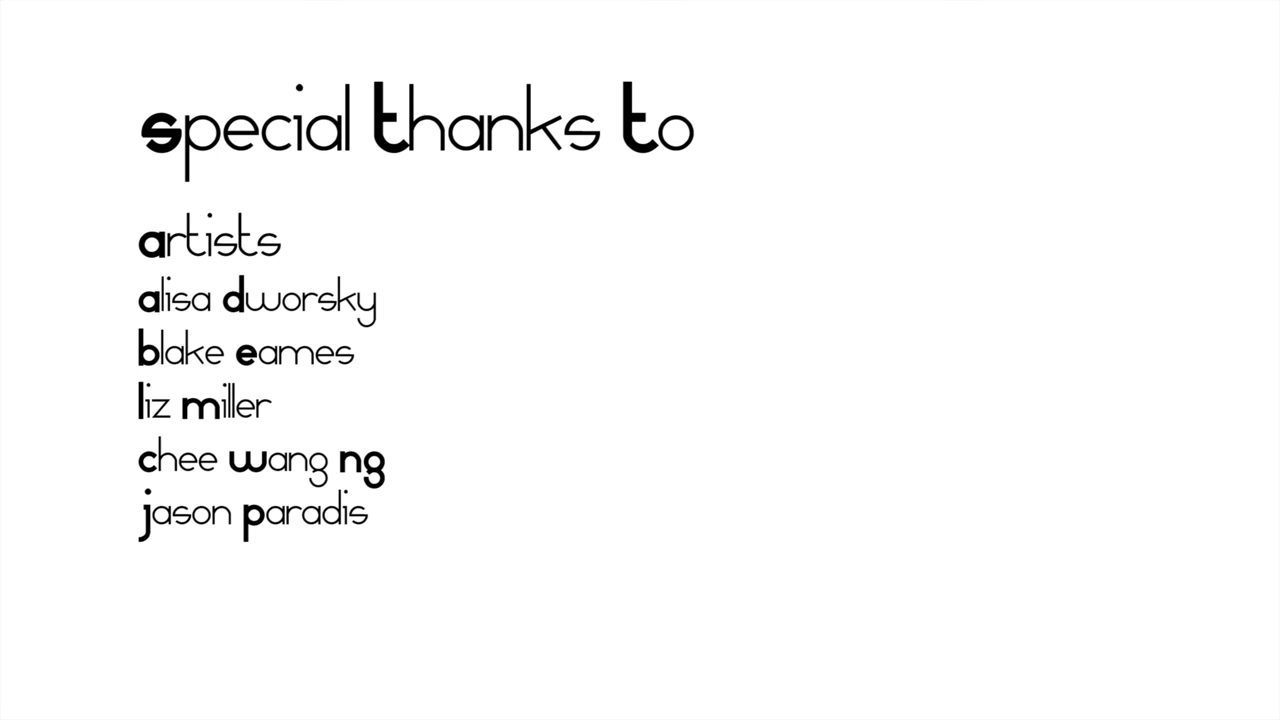 special thanks to
artists
alisa dworsky
blake eames
liz miller
chee wang ng
jason paradis